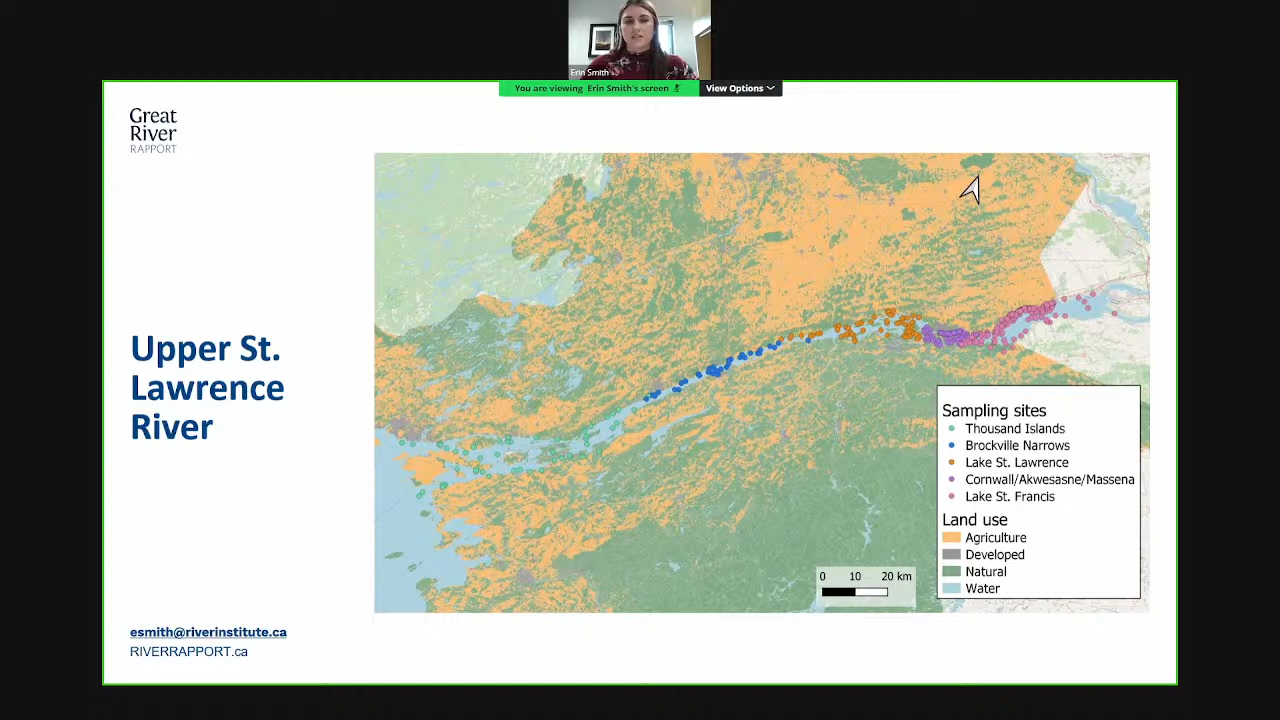 Erin Smith
You are viewing Erin Smith's screen
View Options
Great
River
RAPPORT
Upper St.
Lawrence
River
Sampling sites
Thousand Islands
Brockville Narrows
Lake St. Lawrence
Cornwall/Akwesasne/Massena
Lake St. Francis
Land use
Agriculture
Developed
Natural
Water
0 10 20 km
esmith@riverinstitute.ca
RIVERRAPPORT.ca